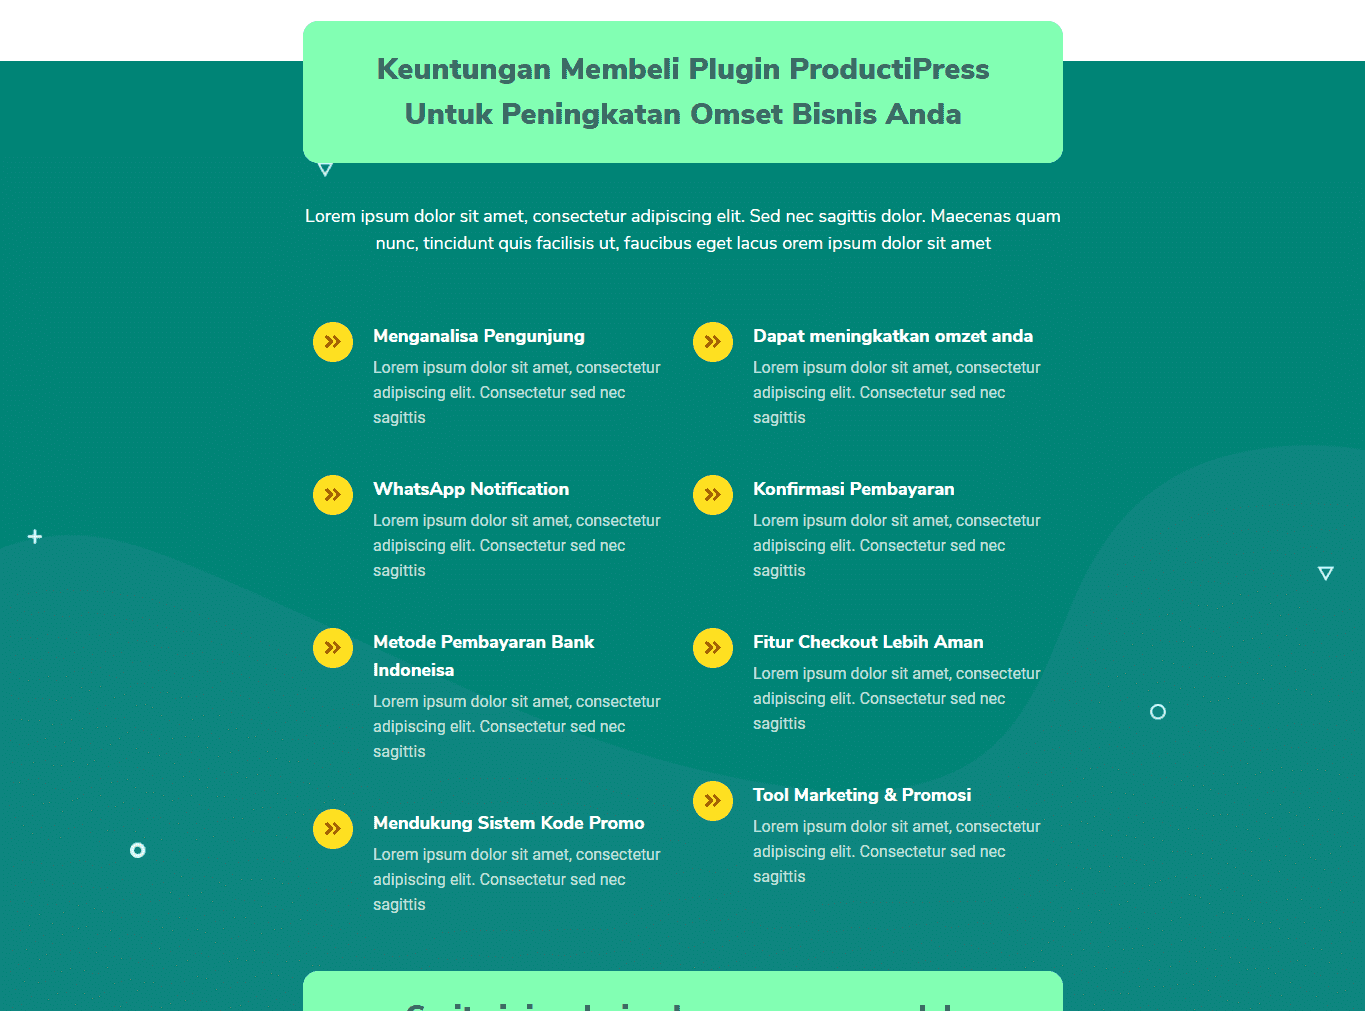 Keuntungan Membeli Plugin ProductiPress
Untuk Peningkatan Omset Bisnis Anda
Lorem ipsum dolor sit amet, consectetur adipiscing elit. Sed nec sagittis dolor. Maecenas quam
nunc, tincidunt quis facilisis ut, faucibus eget lacus orem ipsum dolor sit amet
Menganalisa Pengunjung
Lorem ipsum dolor sit amet, consectetur
adipiscing elit. Consectetur sed nec
sagittis
Dapat meningkatkan omzet anda
Lorem ipsum dolor sit amet, consectetur
adipiscing elit. Consectetur sed nec
sagittis
WhatsApp Notification
Lorem ipsum dolor sit amet, consectetur
adipiscing elit. Consectetur sed nec
sagittis
Konfirmasi Pembayaran
Lorem ipsum dolor sit amet, consectetur
adipiscing elit. Consectetur sed nec
sagittis
Metode Pembayaran Bank
Indoneisa
Lorem ipsum dolor sit amet, consectetur
adipiscing elit. Consectetur sed nec
sagittis
Fitur Checkout Lebih Aman
Lorem ipsum dolor sit amet, consectetur
adipiscing elit. Consectetur sed nec
sagittis
Mendukung Sistem Kode Promo
Lorem ipsum dolor sit amet, consectetur
adipiscing elit. Consectetur sed nec
sagittis
Tool Marketing & Promosi
Lorem ipsum dolor sit amet, consectetur
adipiscing elit. Consectetur sed nec
sagittis